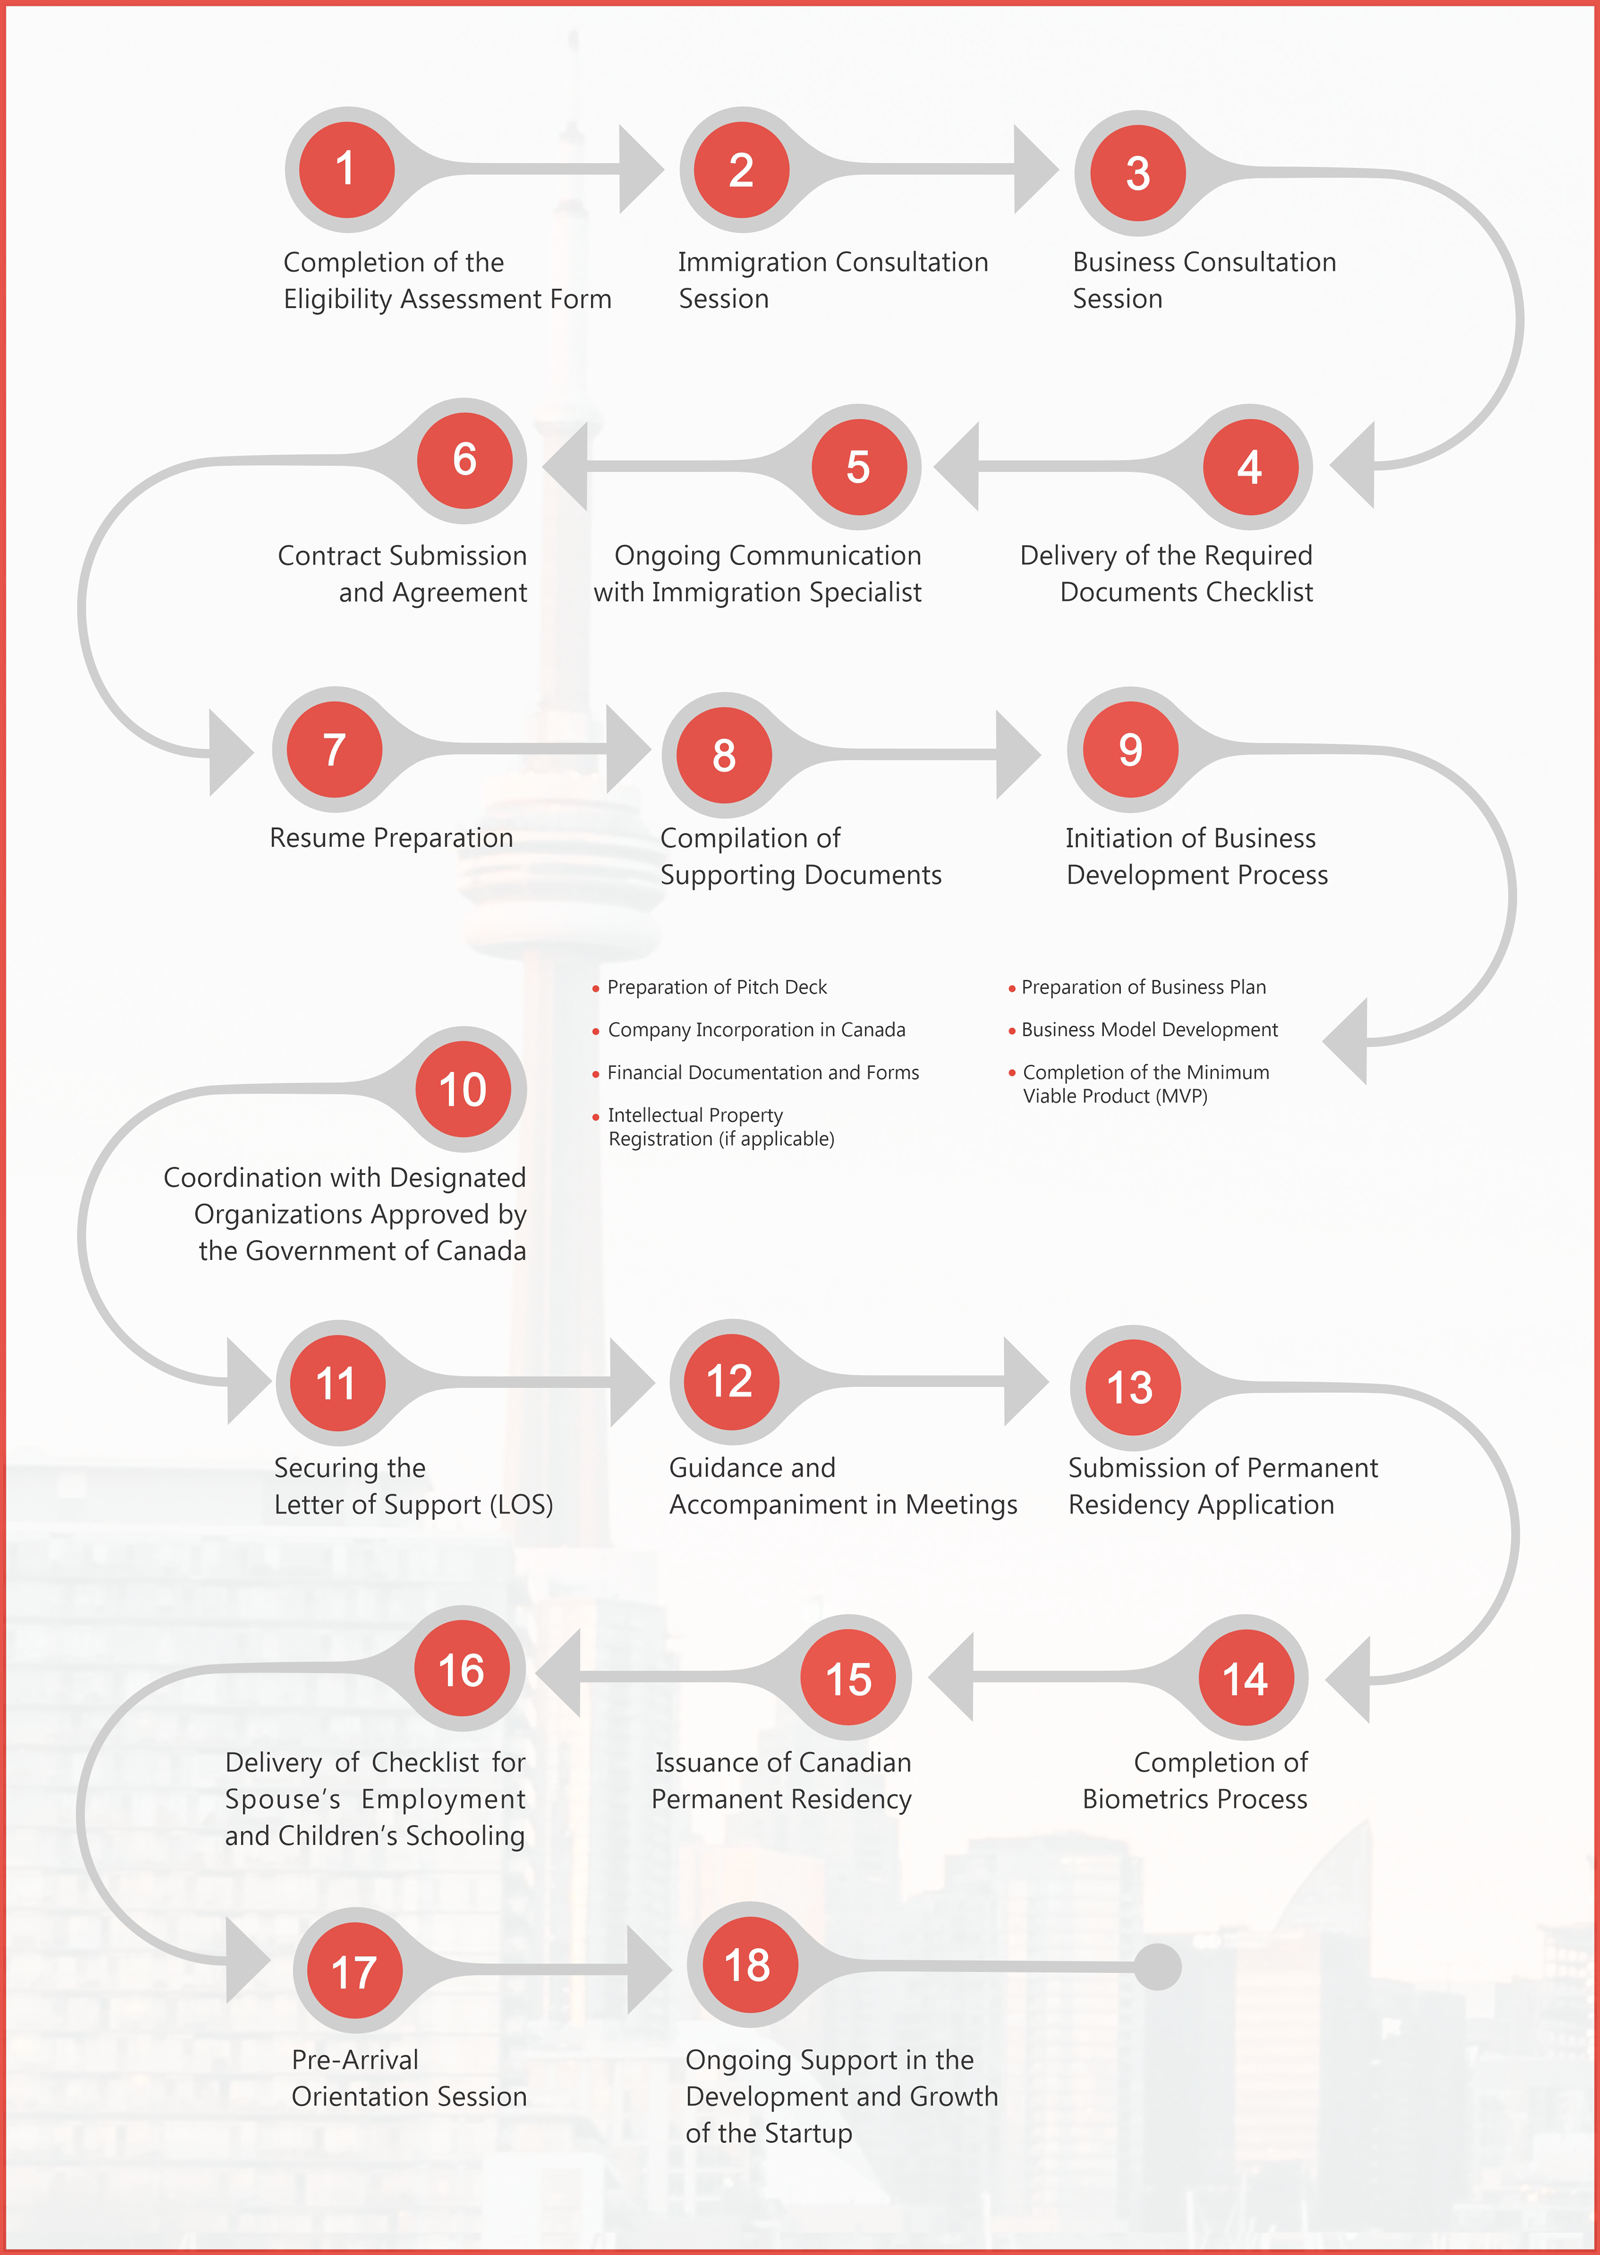 1
Completion of the
Eligibility Assessment Form
2
Immigration Consultation
Session
3
Business Consultation
Session
4
Delivery of the Required
Documents Checklist
5
Ongoing Communication
with Immigration Specialist
6
Contract Submission
and Agreement
7
Resume Preparation
8
Compilation of
Supporting Documents
9
Initiation of Business
Development Process
• Preparation of Business Plan
• Business Model Development
• Completion of the Minimum
Viable Product (MVP)
• Preparation of Pitch Deck
• Company Incorporation in Canada
• Financial Documentation and Forms
• Intellectual Property
Registration (if applicable)
10
Coordination with Designated
Organizations Approved by
the Government of Canada
11
Securing the
Letter of Support (LOS)
12
Guidance and
Accompaniment in Meetings
13
Submission of Permanent
Residency Application
14
Completion of
Biometrics Process
15
Issuance of Canadian
Permanent Residency
16
Delivery of Checklist for
Spouse's Employment
and Children's Schooling
17
Pre-Arrival
Orientation Session
18
Ongoing Support in the
Development and Growth
of the Startup